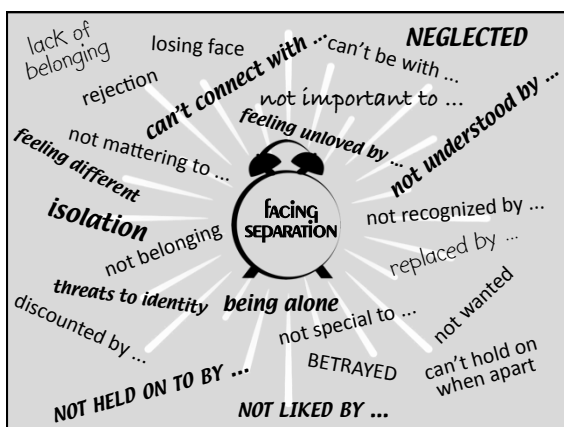 lack of
belonging
losing face
can't connect with ...
can't be with ...
NEGLECTED
rejection
not important to ...
feeling unloved by ...
not understood by ...
not mattering to ...
feeling different
isolation
facing
SEPARATION
not recognized by ...
not belonging
replaced by ...
threats to identity
being alone
not wanted
discounted by ...
not special to ...
BETRAYED
can't hold on
when apart
NOT HELD ON TO BY ...
NOT LIKED BY ...